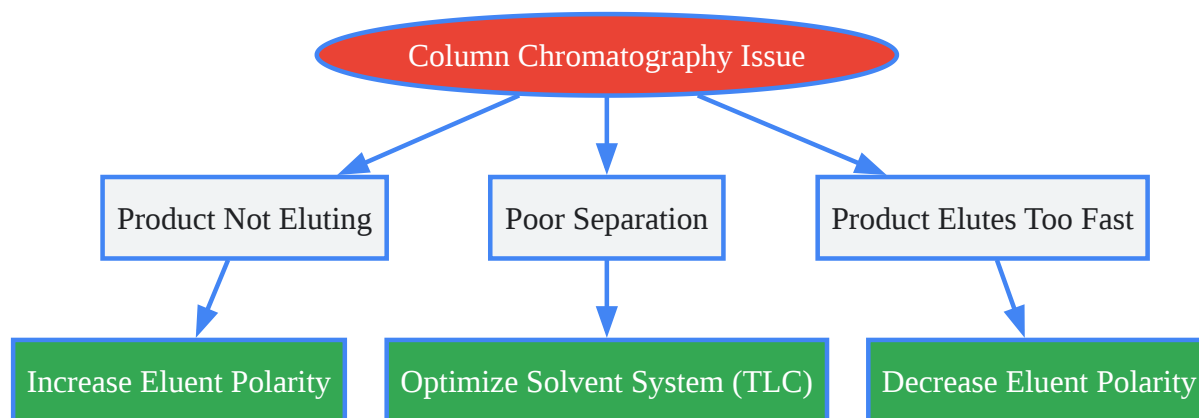 Column Chromatography Issue
Product Not Eluting
Poor Separation
Product Elutes Too Fast
Increase Eluent Polarity
Optimize Solvent System (TLC)
Decrease Eluent Polarity